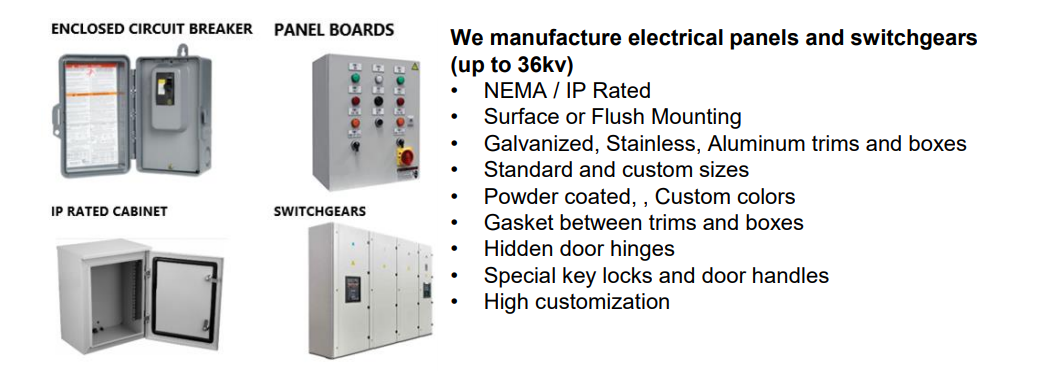 ENCLOSED CIRCUIT BREAKER
PANEL BOARDS
IP RATED CABINET
SWITCHGEARS
We manufacture electrical panels and switchgears
(up to 36kv)
• NEMA / IP Rated
• Surface or Flush Mounting
• Galvanized, Stainless, Aluminum trims and boxes
• Standard and custom sizes
• Powder coated, , Custom colors
• Gasket between trims and boxes
• Hidden door hinges
• Special key locks and door handles
• High customization